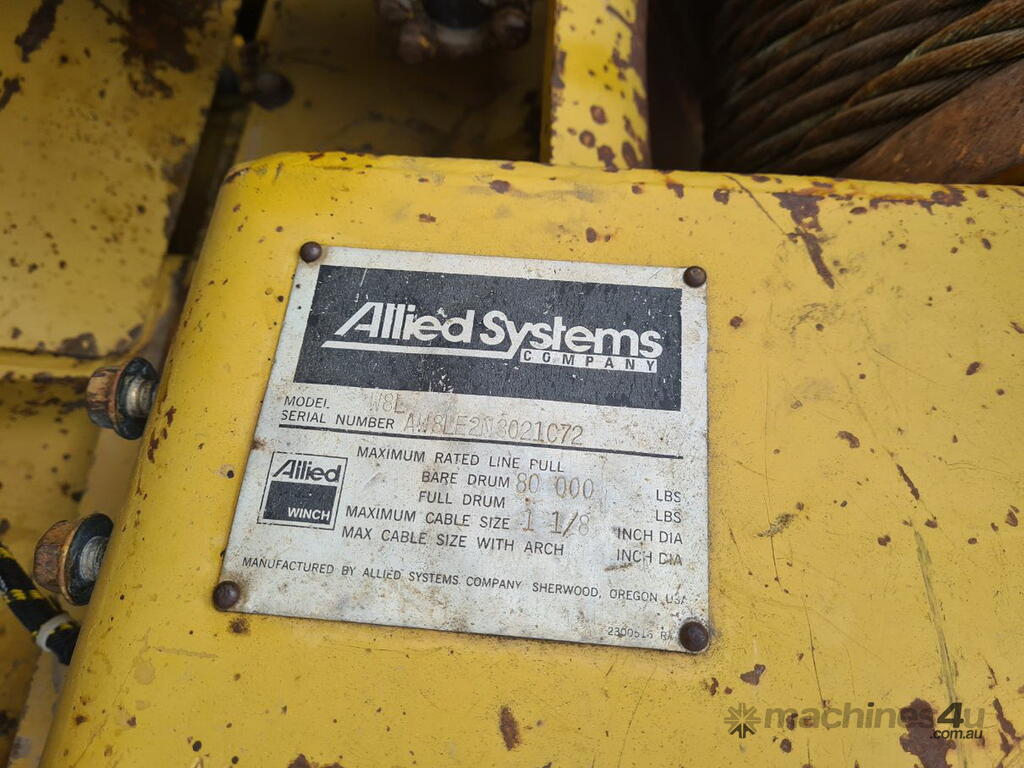 Allied Systems
COMPANY
MODEL W8L
SERIAL NUMBER AW8LE2N3021C72
MAXIMUM RATED LINE PULL
BARE DRUM 80 000 LBS
FULL DRUM LBS
MAXIMUM CABLE SIZE 1 1/8 INCH DIA
MAX CABLE SIZE WITH ARCH INCH DIA
Allied
WINCH
MANUFACTURED BY ALLIED SYSTEMS COMPANY SHERWOOD, OREGON USA
machines4u
.com.au